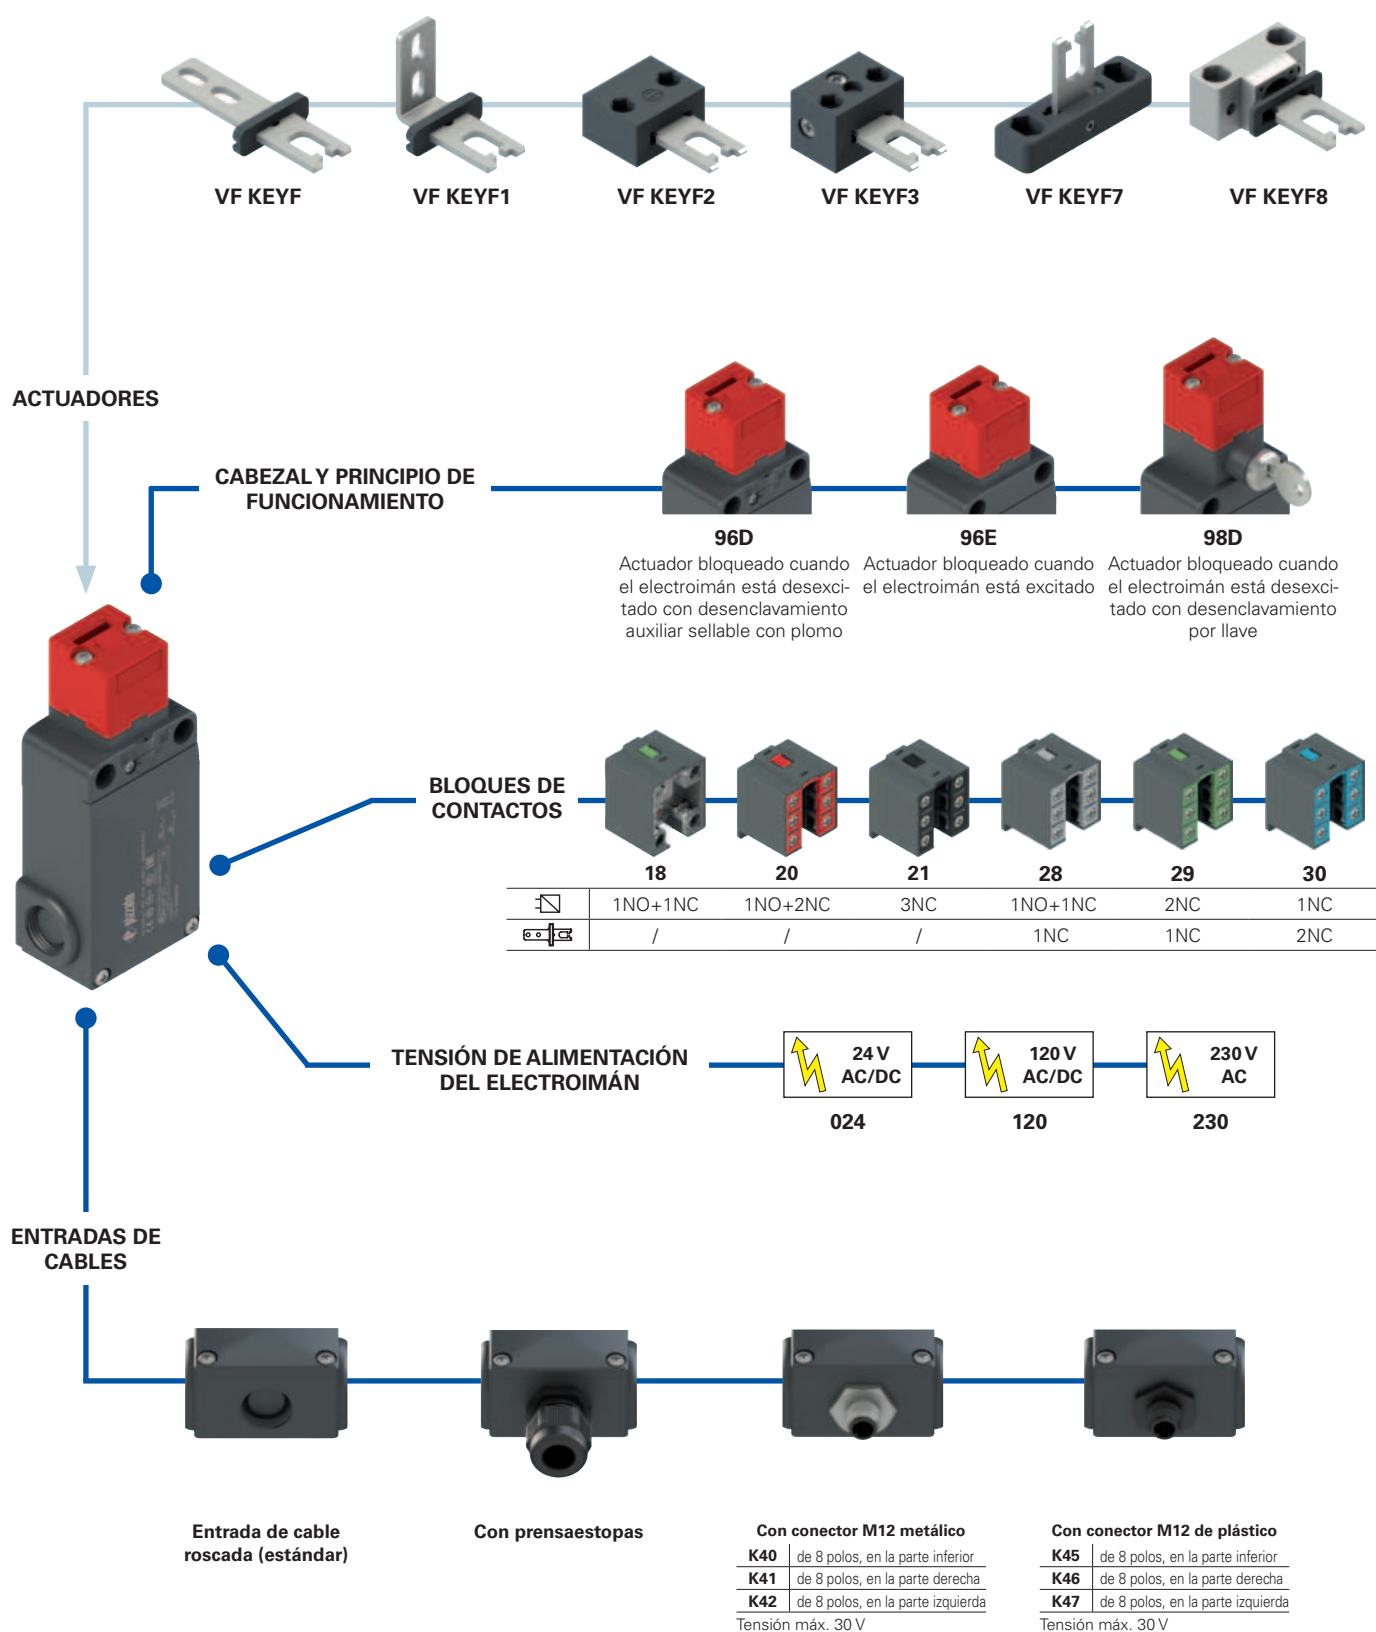 VF KEYF
VF KEYF1
VF KEYF2
VF KEYF3
VF KEYF7
VF KEYF8
ACTUADORES
CABEZAL Y PRINCIPIO DE
FUNCIONAMIENTO
96D
Actuador bloqueado cuando
el electroimán está desexci-
tado con desenclavamiento
auxiliar sellable con plomo
96E
Actuador bloqueado cuando
el electroimán está excitado
98D
Actuador bloqueado cuando
el electroimán está desexci-
tado con desenclavamiento
por llave
pizzato
BLOQUES DE
CONTACTOS
18 20 21 28 29 30
1NO+1NC 1NO+2NC 3NC 1NO+1NC 2NC 1NC
/ / / 1NC 1NC 2NC
TENSIÓN DE ALIMENTACIÓN
DEL ELECTROIMÁN
24 V
AC/DC
024
120 V
AC/DC
120
230 V
AC
230
ENTRADAS DE
CABLES
Entrada de cable
roscada (estándar)
Con prensaestopas
Con conector M12 metálico
K40 de 8 polos, en la parte inferior
K41 de 8 polos, en la parte derecha
K42 de 8 polos, en la parte izquierda
Tensión máx. 30 V
Con conector M12 de plástico
K45 de 8 polos, en la parte inferior
K46 de 8 polos, en la parte derecha
K47 de 8 polos, en la parte izquierda
Tensión máx. 30 V